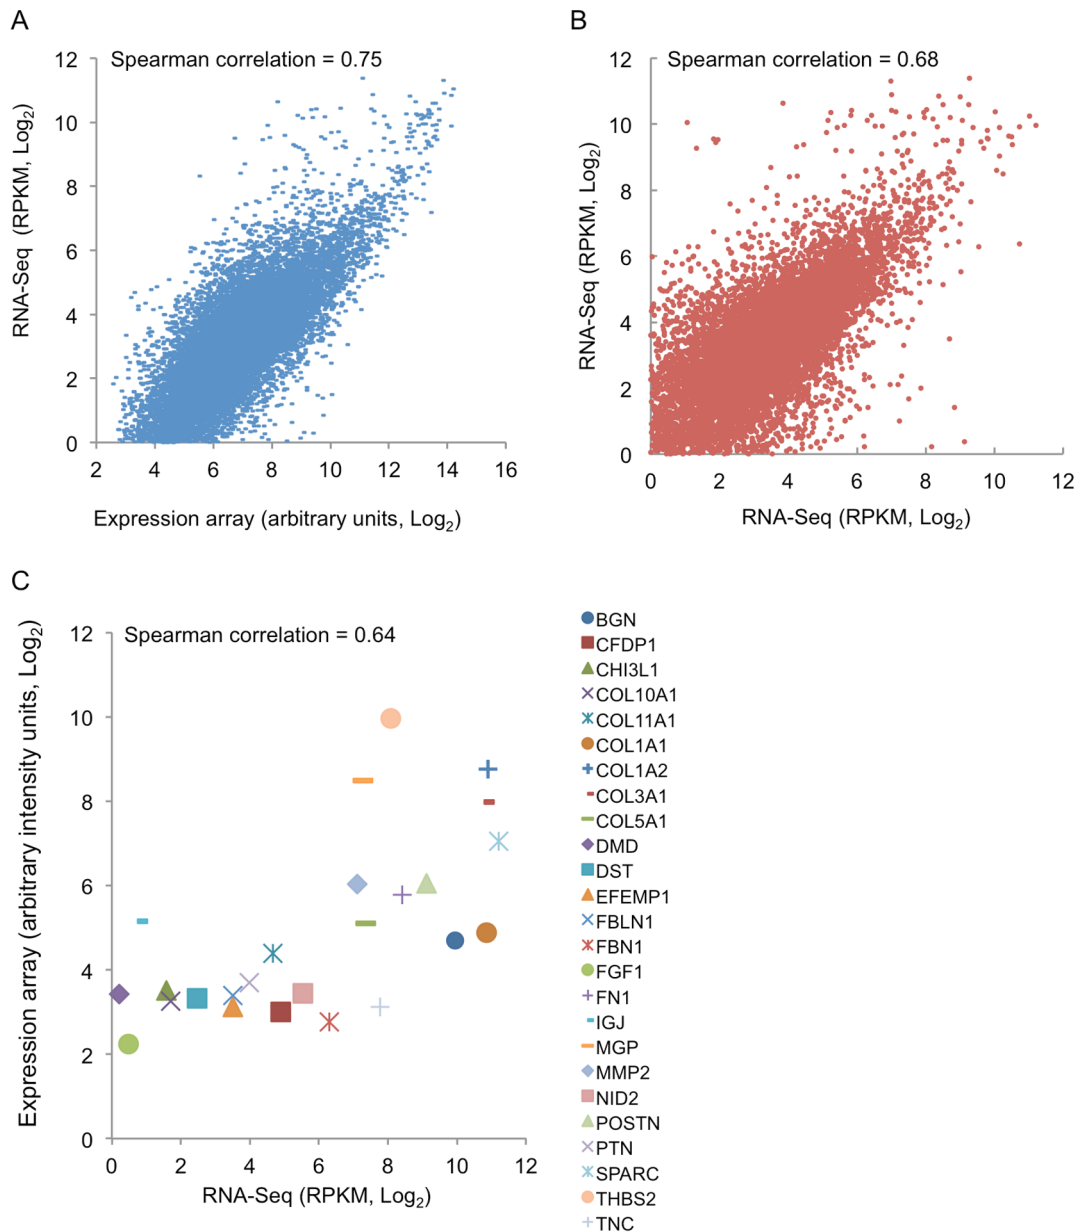 A
Spearman correlation = 0.75
12
10
8
6
4
2
0
2 4 6 8 10 12 14 16
RNA-Seq (RPKM, Log2)
Expression array (arbitrary units, Log2)
B
Spearman correlation = 0.68
12
10
8
6
4
2
0
0 2 4 6 8 10 12
RNA-Seq (RPKM, Log2)
RNA-Seq (RPKM, Log2)
C
Spearman correlation = 0.64
12
10
8
6
4
2
0
0 2 4 6 8 10 12
Expression array (arbitrary intensity units, Log2)
RNA-Seq (RPKM, Log2)
BGN
CFDP1
CHI3L1
COL10A1
COL11A1
COL1A1
COL1A2
COL3A1
COL5A1
DMD
DST
EFEMP1
FBLN1
FBN1
FGF1
FN1
IGJ
MGP
MMP2
NID2
POSTN
PTN
SPARC
THBS2
TNC